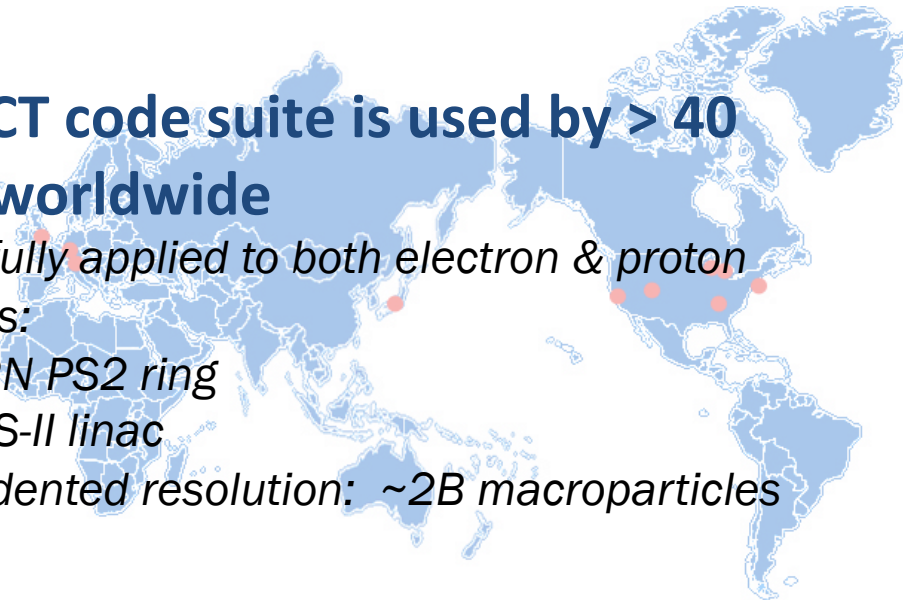 CT code suite is used by > 40
worldwide
fully applied to both electron & proton
s:
N PS2 ring
S-II linac
dented resolution: ~2B macroparticles